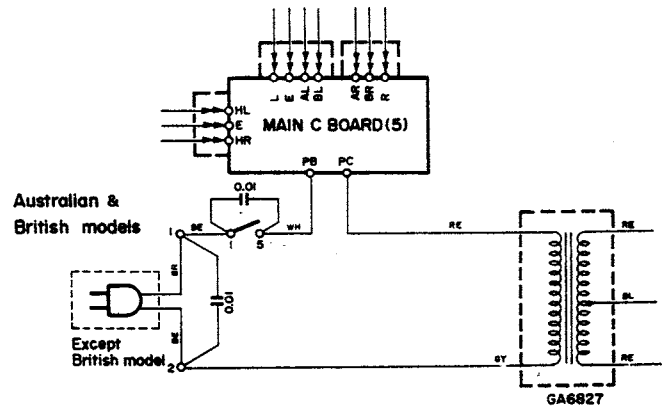 L E AL BL AR BR R
HL
E
HR
MAIN C BOARD(5)
PB PC
Australian &
British models
0.01
1 BE 1 5 WH RE RE
BR
0.01
BL
Except
British model
BE
2 GY RE
GA6827